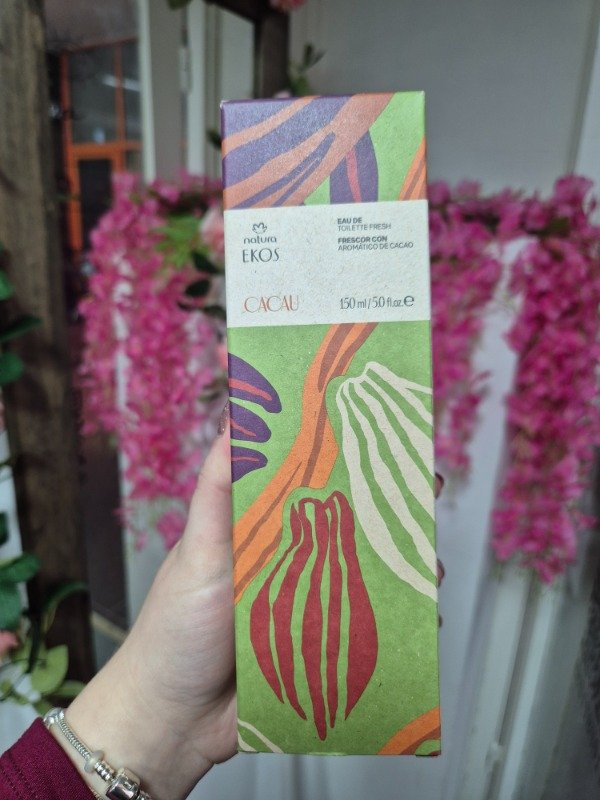 natura
EKOS
EAU DE
TOILETTE FRESH
FRESCOR CON
AROMÁTICO DE CACAO
CACAU
150 ml / 5.0 fl.oz.℮